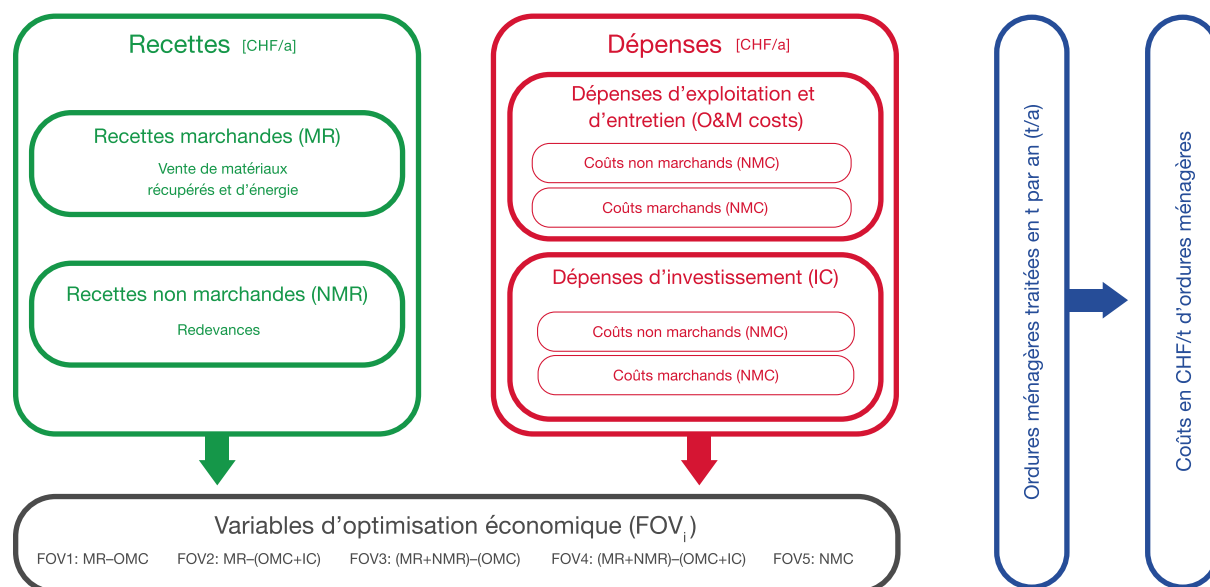 Recettes [CHF/a]
Recettes marchandes (MR)
Vente de matériaux
récupérés et d’énergie
Recettes non marchandes (NMR)
Redevances
Dépenses [CHF/a]
Dépenses d’exploitation et
d’entretien (O&M costs)
Coûts non marchands (NMC)
Coûts marchands (NMC)
Dépenses d’investissement (IC)
Coûts non marchands (NMC)
Coûts marchands (NMC)
Variables d’optimisation économique (FOVi)
FOV1: MR–OMC FOV2: MR–(OMC+IC) FOV3: (MR+NMR)–(OMC) FOV4: (MR+NMR)–(OMC+IC) FOV5: NMC
Ordures ménagères traitées en t par an (t/a)
Coûts en CHF/t d’ordures ménagères